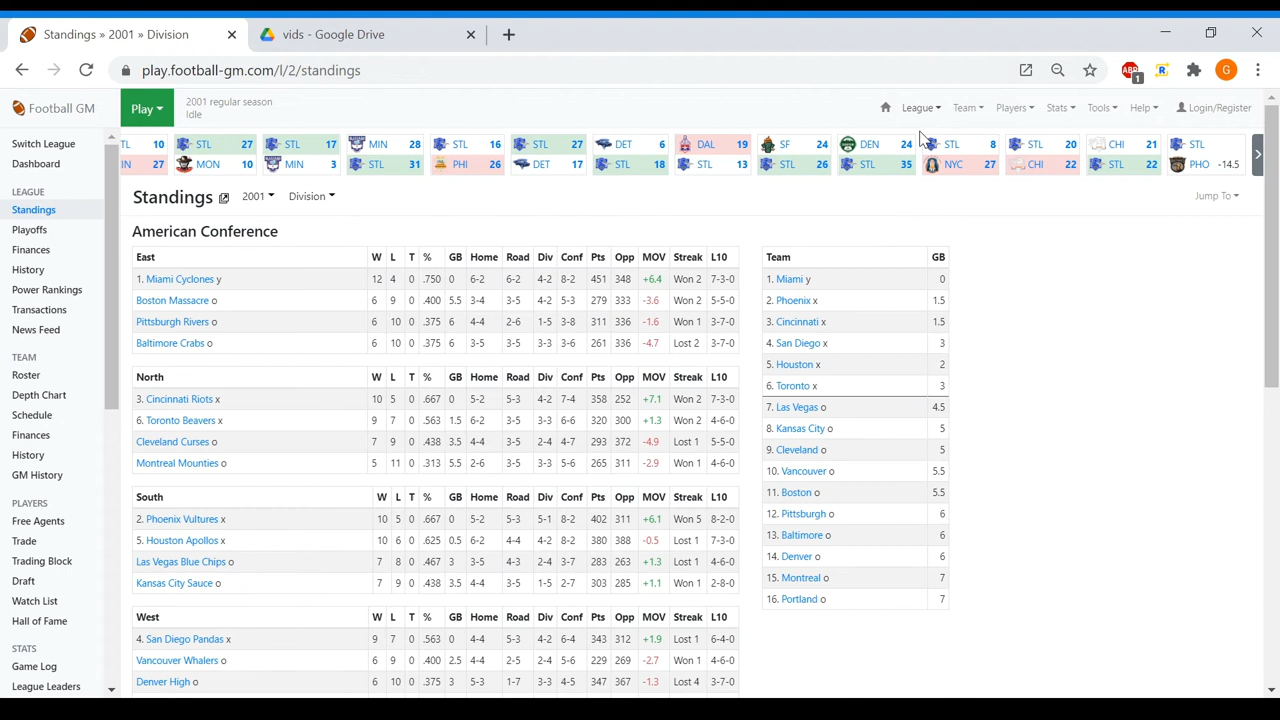 Standings » 2001 » Division
vids - Google Drive
play.football-gm.com/l/2/standings
ABP
1
R
G
Football GM
Play
2001 regular season
Idle
League
Team
Players
Stats
Tools
Help
Login/Register
TL 10 STL 27 STL 17 MIN 28 STL 16 STL 27 DET 6 DAL 19 SF 24 DEN 24 STL 8 STL 20 CHI 21 STL
IN 27 MON 10 MIN 3 STL 31 PHI 26 DET 17 STL 18 STL 13 STL 26 STL 35 NYC 27 CHI 22 STL 22 PHO -14.5
Switch League
Dashboard
LEAGUE
Standings
Playoffs
Finances
History
Power Rankings
Transactions
News Feed
TEAM
Roster
Depth Chart
Schedule
Finances
History
GM History
PLAYERS
Free Agents
Trade
Trading Block
Draft
Watch List
Hall of Fame
STATS
Game Log
League Leaders
Standings 2001 Division
Jump To
American Conference
East W L T % GB Home Road Div Conf Pts Opp MOV Streak L10
1. Miami Cyclones y 12 4 0 .750 0 6-2 6-2 4-2 8-2 451 348 +6.4 Won 2 7-3-0
Boston Massacre o 6 9 0 .400 5.5 3-4 3-5 4-2 5-3 279 333 -3.6 Won 2 5-5-0
Pittsburgh Rivers o 6 10 0 .375 6 4-4 2-6 1-5 3-8 311 336 -1.6 Won 1 3-7-0
Baltimore Crabs o 6 10 0 .375 6 3-5 3-5 3-3 3-6 261 336 -4.7 Lost 2 3-7-0
North W L T % GB Home Road Div Conf Pts Opp MOV Streak L10
3. Cincinnati Riots x 10 5 0 .667 0 5-2 5-3 4-2 7-4 358 252 +7.1 Won 2 7-3-0
6. Toronto Beavers x 9 7 0 .563 1.5 6-2 3-5 3-3 6-6 320 300 +1.3 Won 2 4-6-0
Cleveland Curses o 7 9 0 .438 3.5 4-4 3-5 2-4 4-7 293 372 -4.9 Lost 1 5-5-0
Montreal Mounties o 5 11 0 .313 5.5 2-6 3-5 3-3 5-6 265 311 -2.9 Won 1 4-6-0
South W L T % GB Home Road Div Conf Pts Opp MOV Streak L10
2. Phoenix Vultures x 10 5 0 .667 0 5-2 5-3 5-1 8-2 402 311 +6.1 Won 5 8-2-0
5. Houston Apollos x 10 6 0 .625 0.5 6-2 4-4 4-2 8-2 380 388 -0.5 Lost 1 7-3-0
Las Vegas Blue Chips o 7 8 0 .467 3 3-5 4-3 2-4 3-7 283 263 +1.3 Lost 1 4-6-0
Kansas City Sauce o 7 9 0 .438 3.5 4-4 3-5 1-5 2-7 303 285 +1.1 Won 1 2-8-0
West W L T % GB Home Road Div Conf Pts Opp MOV Streak L10
4. San Diego Pandas x 9 7 0 .563 0 4-4 5-3 4-2 6-4 343 312 +1.9 Lost 1 6-4-0
Vancouver Whalers o 6 9 0 .400 2.5 4-4 2-5 2-4 5-6 229 269 -2.7 Won 1 4-6-0
Denver High o 6 10 0 .375 3 5-3 1-7 3-3 4-5 347 367 -1.3 Lost 4 3-7-0
Team GB
1. Miami y 0
2. Phoenix x 1.5
3. Cincinnati x 1.5
4. San Diego x 3
5. Houston x 2
6. Toronto x 3
7. Las Vegas o 4.5
8. Kansas City o 5
9. Cleveland o 5
10. Vancouver o 5.5
11. Boston o 5.5
12. Pittsburgh o 6
13. Baltimore o 6
14. Denver o 6
15. Montreal o 7
16. Portland o 7